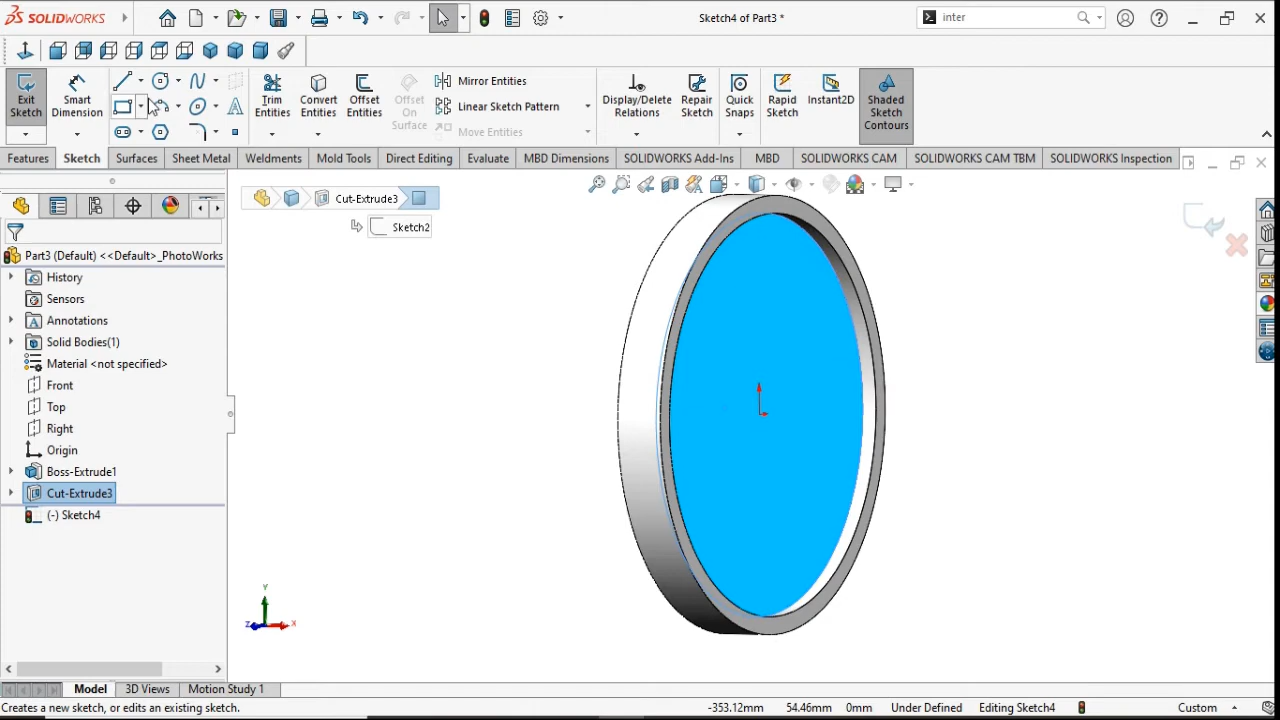 SOLIDWORKS
Sketch4 of Part3 *
inter
Exit Sketch
Smart Dimension
Trim Entities
Convert Entities
Offset Entities
Offset On Surface
Mirror Entities
Linear Sketch Pattern
Move Entities
Display/Delete Relations
Repair Sketch
Quick Snaps
Rapid Sketch
Instant2D
Shaded Sketch Contours
Features
Sketch
Surfaces
Sheet Metal
Weldments
Mold Tools
Direct Editing
Evaluate
MBD Dimensions
SOLIDWORKS Add-Ins
MBD
SOLIDWORKS CAM
SOLIDWORKS CAM TBM
SOLIDWORKS Inspection
Cut-Extrude3
Sketch2
Part3 (Default) <<Default>_PhotoWorks
History
Sensors
Annotations
Solid Bodies(1)
Material <not specified>
Front
Top
Right
Origin
Boss-Extrude1
Cut-Extrude3
(-) Sketch4
Y
Z
X
Model
3D Views
Motion Study 1
Creates a new sketch, or edits an existing sketch.
-353.12mm
54.46mm
0mm
Under Defined
Editing Sketch4
Custom